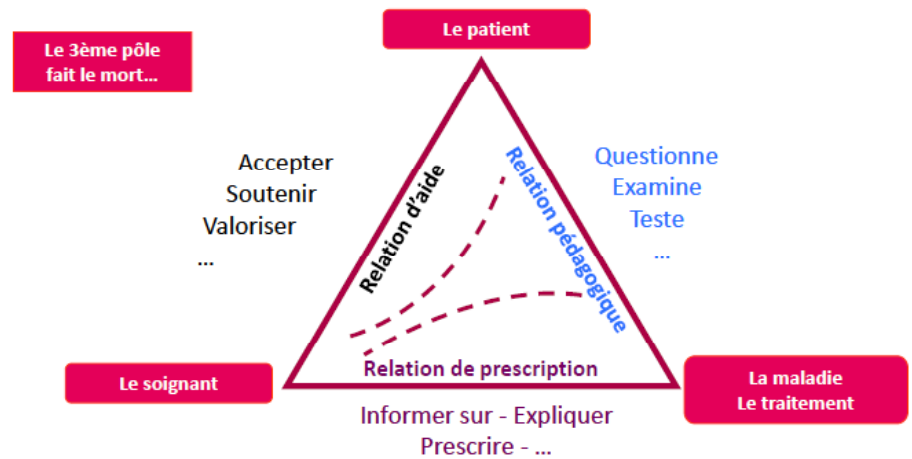 Le patient
Le 3ème pôle
fait le mort…
Accepter
Soutenir
Valoriser
…
Relation d'aide
Relation pédagogique
Questionne
Examine
Teste
…
Le soignant
Relation de prescription
La maladie
Le traitement
Informer sur - Expliquer
Prescrire - …